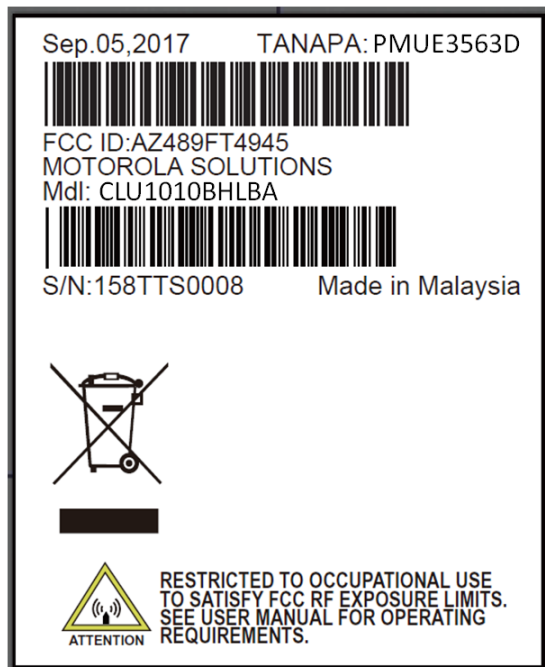 Sep.05,2017 TANAPA: PMUE3563D
FCC ID:AZ489FT4945
MOTOROLA SOLUTIONS
Mdl: CLU1010BHLBA
S/N:158TTS0008 Made in Malaysia
RESTRICTED TO OCCUPATIONAL USE
TO SATISFY FCC RF EXPOSURE LIMITS.
SEE USER MANUAL FOR OPERATING
REQUIREMENTS.
ATTENTION